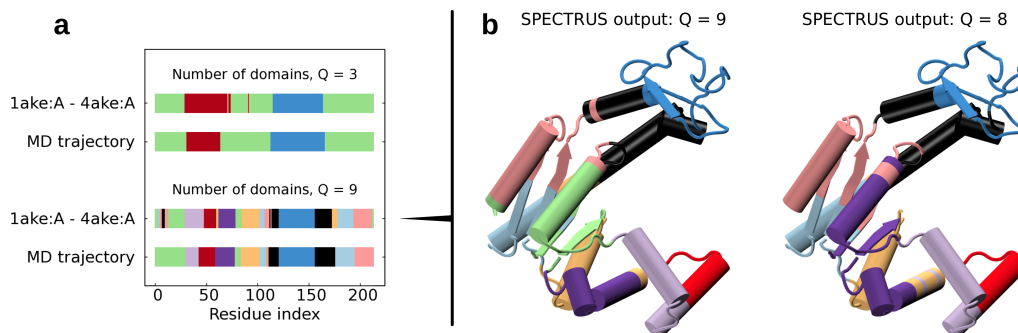 a
Number of domains, Q = 3
1ake:A - 4ake:A
MD trajectory
Number of domains, Q = 9
1ake:A - 4ake:A
MD trajectory
0 50 100 150 200
Residue index
b
SPECTRUS output: Q = 9
SPECTRUS output: Q = 8